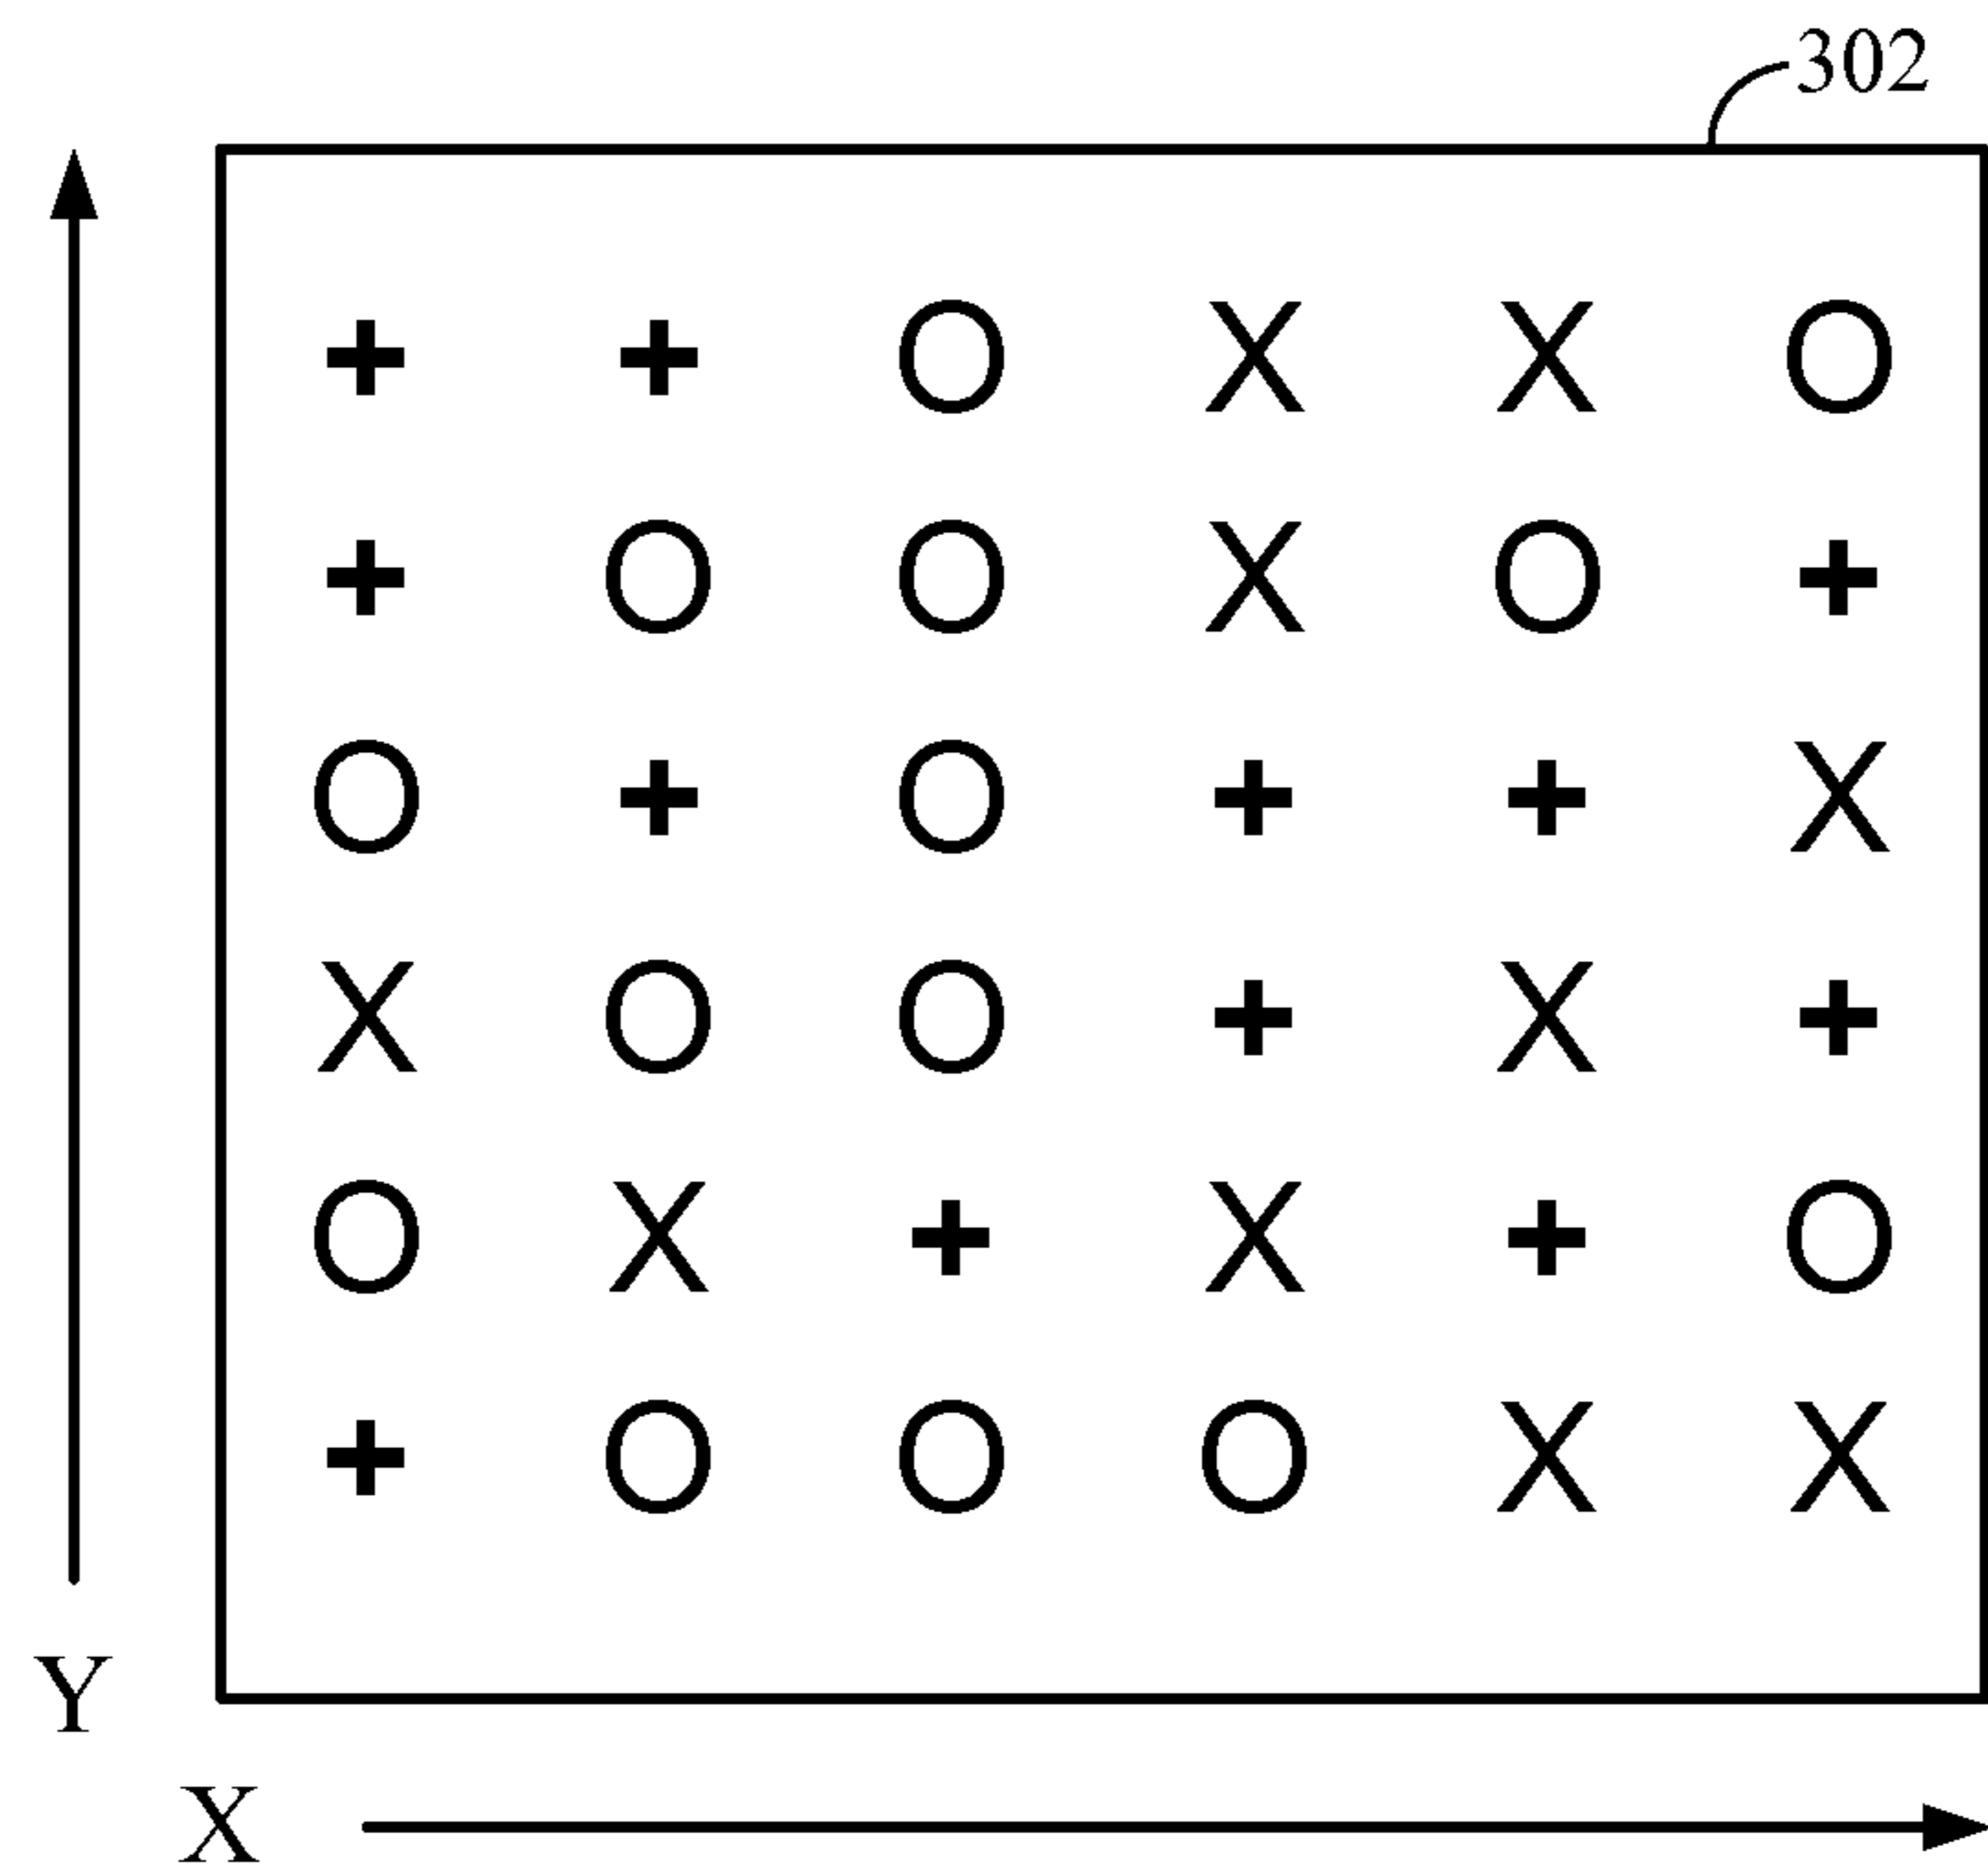 302
+ + O X X O
+ O O X O +
O + O + + X
X O O + X +
O X + X + O
+ O O O X X
Y
X